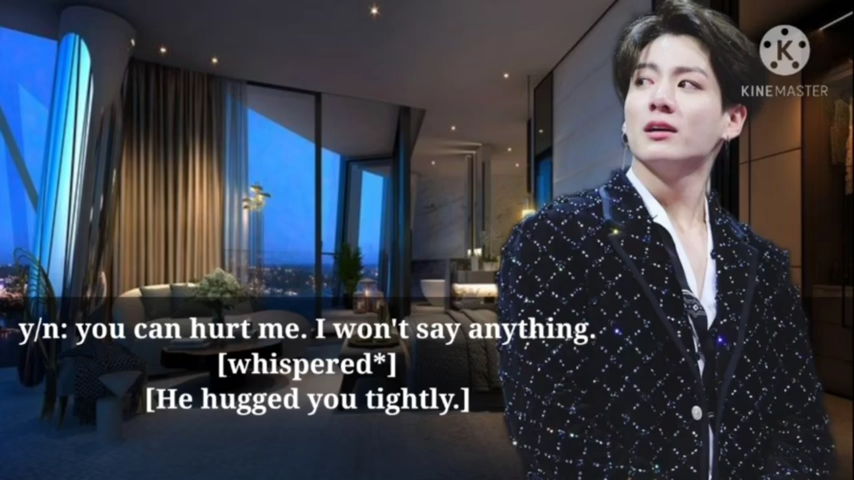 KINEMASTER
y/n: you can hurt me. I won't say anything.
[whispered*]
[He hugged you tightly.]